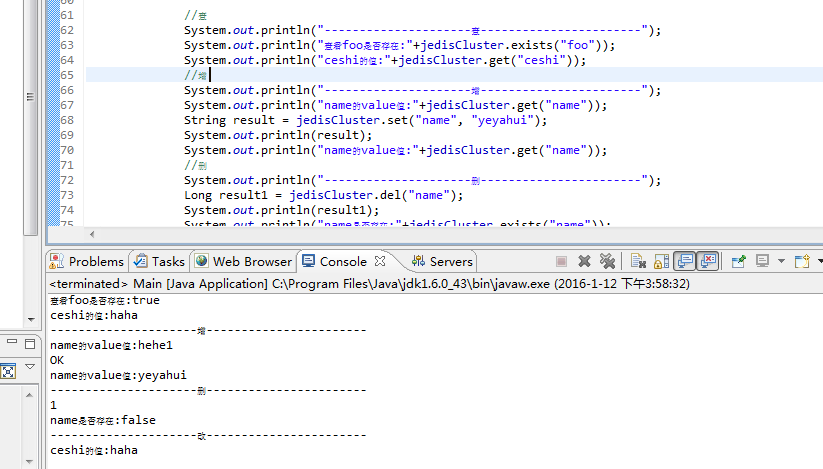 60
61 //查
62 System.out.println("---------------------查-----------------------");
63 System.out.println("查看foo是否存在:"+jedisCluster.exists("foo"));
64 System.out.println("ceshi的值:"+jedisCluster.get("ceshi"));
65 //增
66 System.out.println("---------------------增-----------------------");
67 System.out.println("name的value值:"+jedisCluster.get("name"));
68 String result = jedisCluster.set("name", "yeyahui");
69 System.out.println(result);
70 System.out.println("name的value值:"+jedisCluster.get("name"));
71 //删
72 System.out.println("---------------------删-----------------------");
73 Long result1 = jedisCluster.del("name");
74 System.out.println(result1);
75 System.out.println("name是否存在:"+jedisCluster.exists("name"));
Problems Tasks Web Browser Console Servers
<terminated> Main [Java Application] C:\Program Files\Java\jdk1.6.0_43\bin\javaw.exe (2016-1-12 下午3:58:32)
查看foo是否存在:true
ceshi的值:haha
---------------------增-----------------------
name的value值:hehe1
OK
name的value值:yeyahui
---------------------删-----------------------
1
name是否存在:false
---------------------改-----------------------
ceshi的值:haha